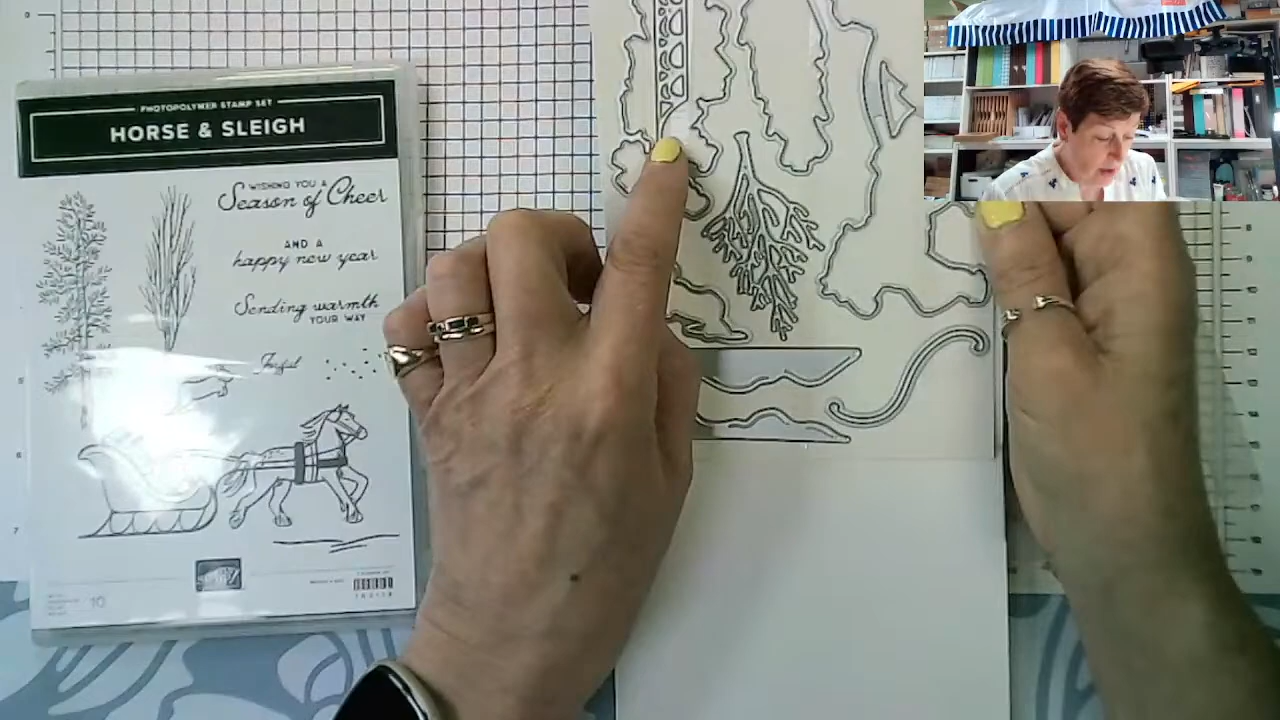 PHOTOPOLYMER STAMP SET
HORSE & SLEIGH
WISHING YOU A
Season of Cheer
AND A
happy new year
Sending warmth
YOUR WAY
Joyful
10